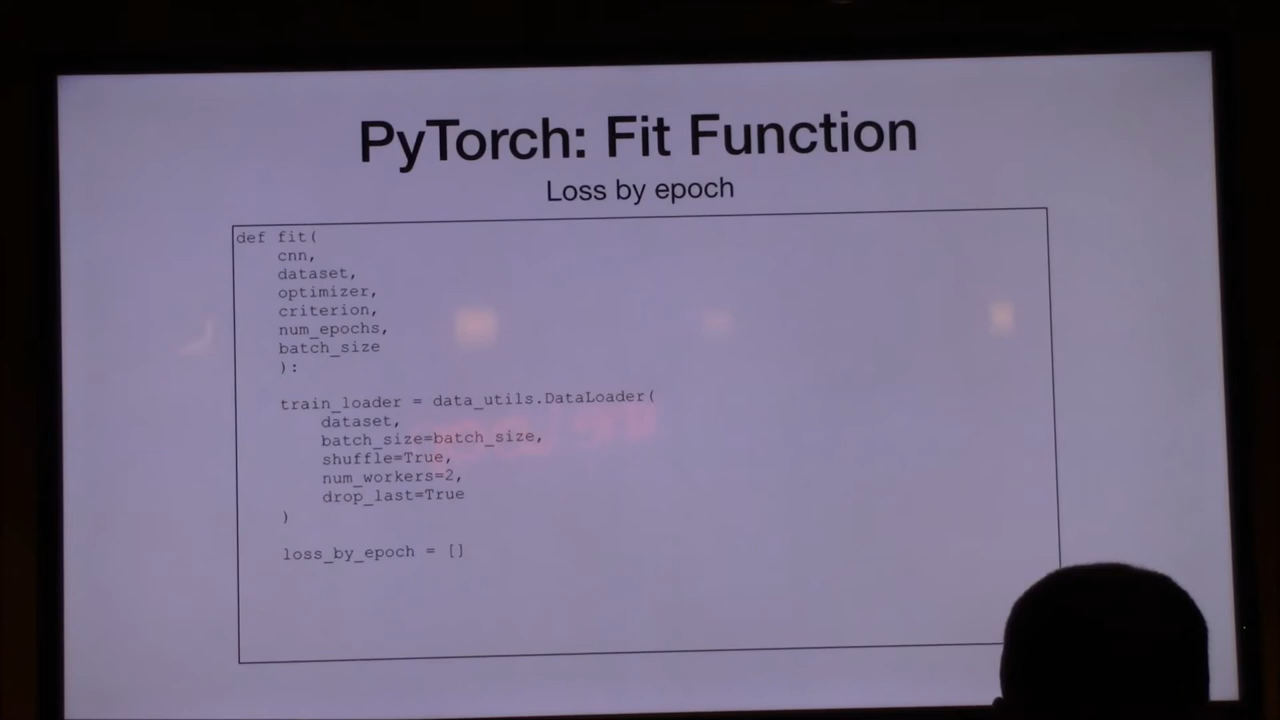 PyTorch: Fit Function
Loss by epoch
def fit(
    cnn,
    dataset,
    optimizer,
    criterion,
    num_epochs,
    batch_size
    ):
    train_loader = data_utils.DataLoader(
        dataset,
        batch_size=batch_size,
        shuffle=True,
        num_workers=2,
        drop_last=True
    )
    loss_by_epoch = []